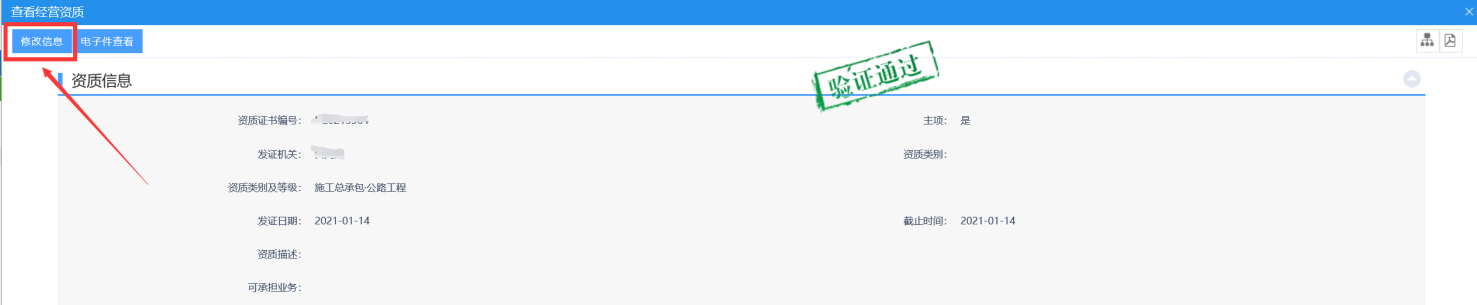 查看经营资质
修改信息 电子件查看
验证通过
资质信息
资质证书编号： 主项： 是
发证机关： 资质类别：
资质类别及等级： 施工总承包·公路工程
发证日期： 2021-01-14 截止时间： 2021-01-14
资质描述：
可承担业务：